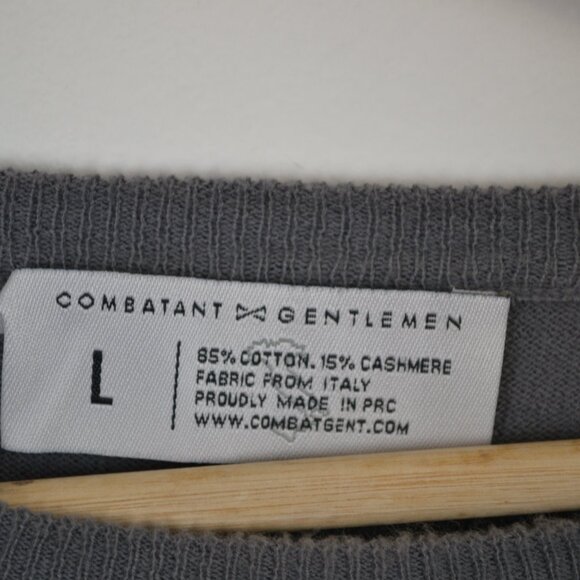 COMBATANT GENTLEMEN
L
85% COTTON. 15% CASHMERE
FABRIC FROM ITALY
PROUDLY MADE IN PRC
WWW.COMBATGENT.COM